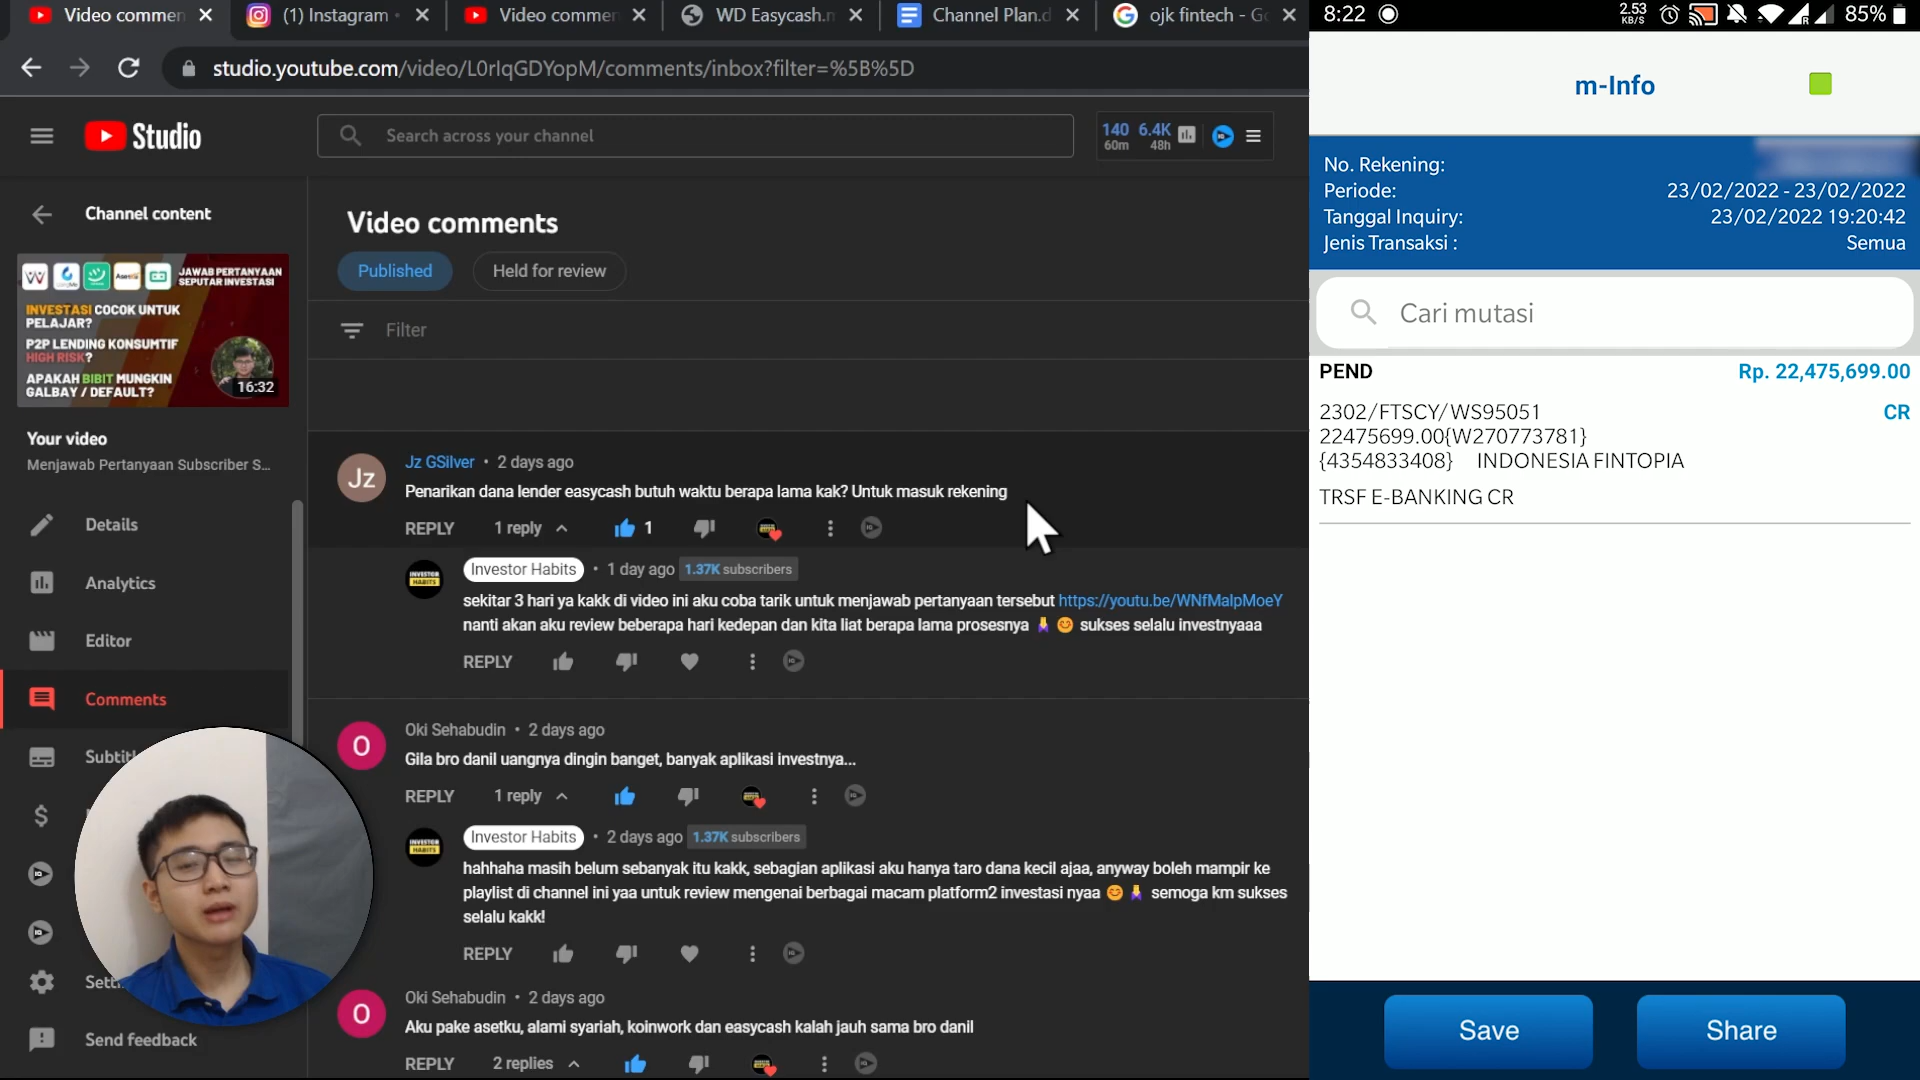 Video commen
(1) Instagram
Video commen
WD Easycash.m
Channel Plan.d
ojk fintech - Go
studio.youtube.com/video/L0rIqGDYopM/comments/inbox?filter=%5B%5D
Studio
Search across your channel
140 6.4K
60m 48h
Channel content
JAWAB PERTANYAAN
SEPUTAR INVESTASI
INVESTASI COCOK UNTUK
PELAJAR?
P2P LENDING KONSUMTIF
HIGH RISK?
APAKAH BIBIT MUNGKIN
GALBAY / DEFAULT?
16:32
Your video
Menjawab Pertanyaan Subscriber S...
Details
Analytics
Editor
Comments
Subtit
Sett
Send feedback
Video comments
Published
Held for review
Filter
Jz
Jz GSilver • 2 days ago
Penarikan dana lender easycash butuh waktu berapa lama kak? Untuk masuk rekening
REPLY 1 reply 1
Investor Habits • 1 day ago 1.37K subscribers
sekitar 3 hari ya kakk di video ini aku coba tarik untuk menjawab pertanyaan tersebut https://youtu.be/WNfMalpMoeY
nanti akan aku review beberapa hari kedepan dan kita liat berapa lama prosesnya 🧘‍♀️ 😊 sukses selalu investnyaaa
REPLY
O
Oki Sehabudin • 2 days ago
Gila bro danil uangnya dingin banget, banyak aplikasi investnya...
REPLY 1 reply
Investor Habits • 2 days ago 1.37K subscribers
hahhaha masih belum sebanyak itu kakk, sebagian aplikasi aku hanya taro dana kecil ajaa, anyway boleh mampir ke
playlist di channel ini yaa untuk review mengenai berbagai macam platform2 investasi nyaa 😊 🧘‍♀️ semoga km sukses
selalu kakk!
REPLY
O
Oki Sehabudin • 2 days ago
Aku pake asetku, alami syariah, koinwork dan easycash kalah jauh sama bro danil
REPLY 2 replies
8:22
2.53
KB/S
85%
m-Info
No. Rekening:
Periode: 23/02/2022 - 23/02/2022
Tanggal Inquiry: 23/02/2022 19:20:42
Jenis Transaksi : Semua
Cari mutasi
PEND Rp. 22,475,699.00
2302/FTSCY/WS95051 CR
22475699.00{W270773781}
{4354833408} INDONESIA FINTOPIA
TRSF E-BANKING CR
Save
Share